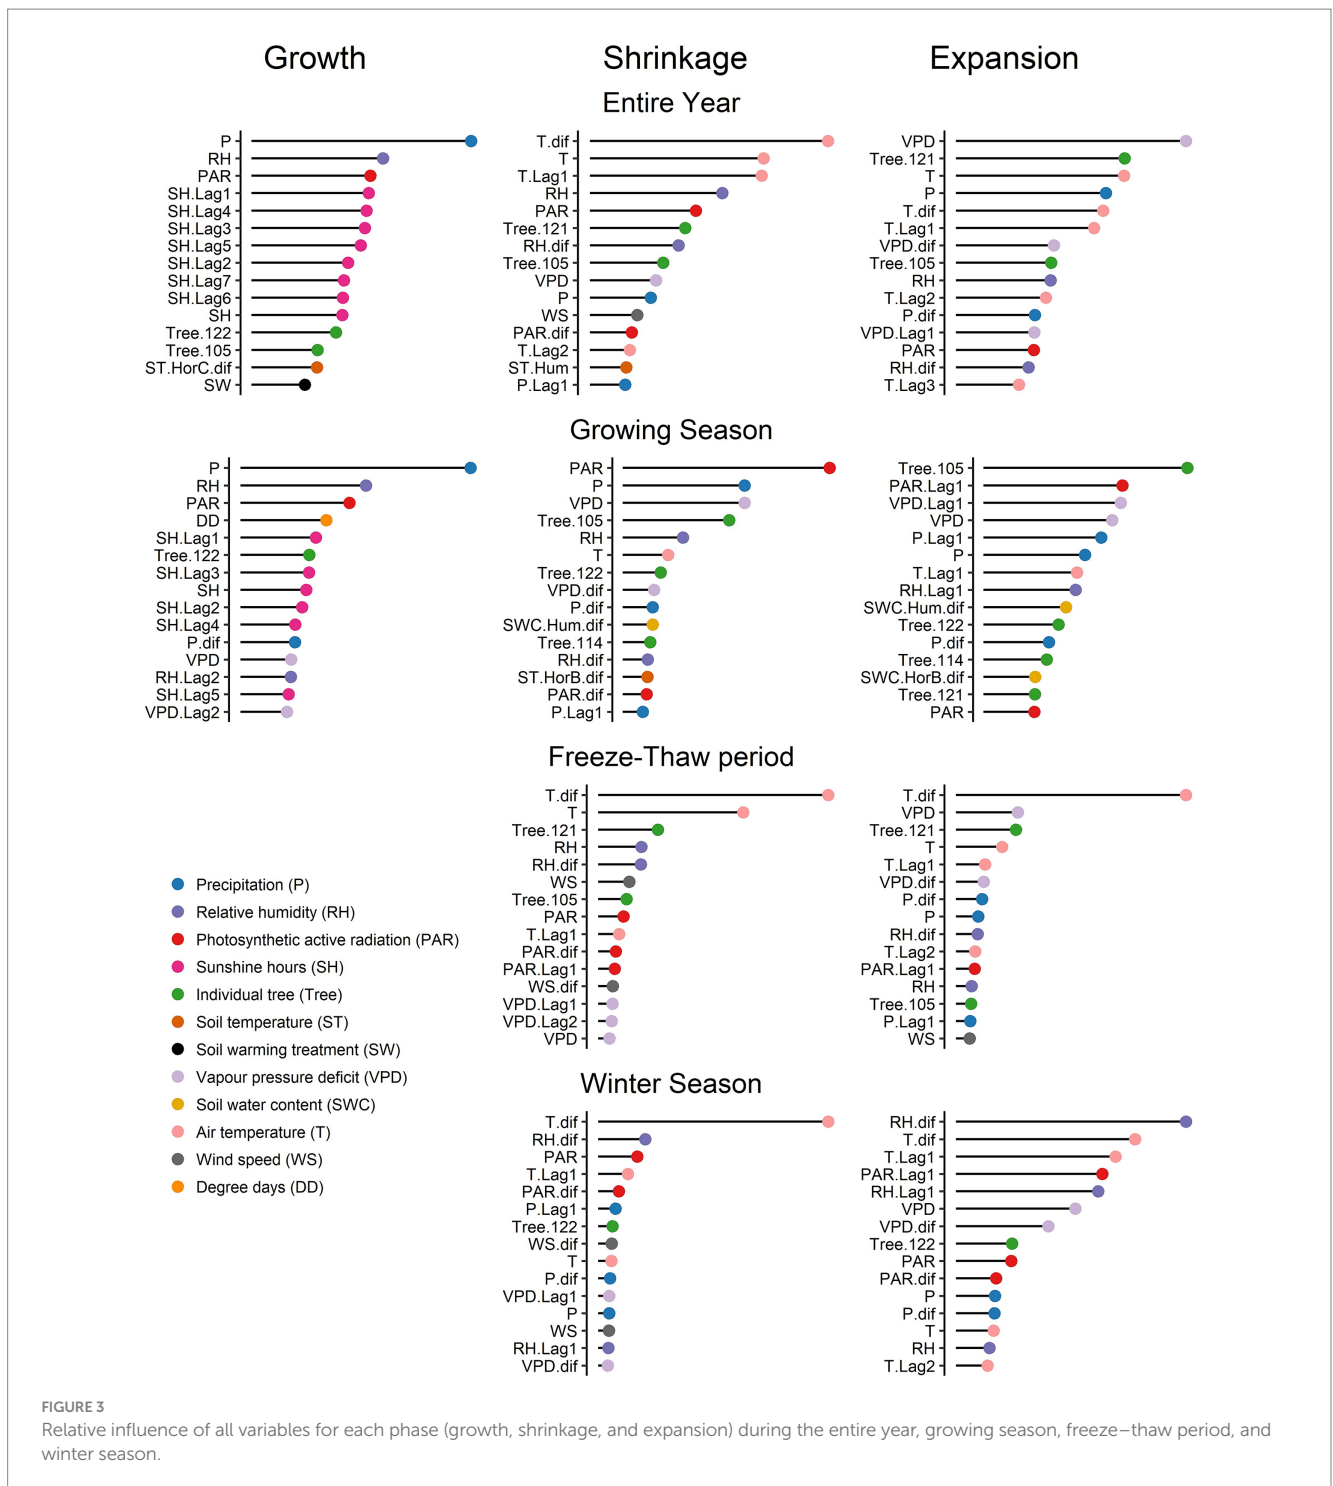 Growth
Shrinkage
Expansion
Entire Year
P
RH
PAR
SH.Lag1
SH.Lag4
SH.Lag3
SH.Lag5
SH.Lag2
SH.Lag7
SH.Lag6
SH
Tree.122
Tree.105
ST.HorC.dif
SW
T.dif
T
T.Lag1
RH
PAR
Tree.121
RH.dif
Tree.105
VPD
P
WS
PAR.dif
T.Lag2
ST.Hum
P.Lag1
VPD
Tree.121
T
P
T.dif
T.Lag1
VPD.dif
Tree.105
RH
T.Lag2
P.dif
VPD.Lag1
PAR
RH.dif
T.Lag3
Growing Season
P
RH
PAR
DD
SH.Lag1
Tree.122
SH.Lag3
SH
SH.Lag2
SH.Lag4
P.dif
VPD
RH.Lag2
SH.Lag5
VPD.Lag2
PAR
P
VPD
Tree.105
RH
T
Tree.122
VPD.dif
P.dif
SWC.Hum.dif
Tree.114
RH.dif
ST.HorB.dif
PAR.dif
P.Lag1
Tree.105
PAR.Lag1
VPD.Lag1
VPD
P.Lag1
P
T.Lag1
RH.Lag1
SWC.Hum.dif
Tree.122
P.dif
Tree.114
SWC.HorB.dif
Tree.121
PAR
Freeze-Thaw period
T.dif
T
Tree.121
RH
RH.dif
WS
Tree.105
PAR
T.Lag1
PAR.dif
PAR.Lag1
WS.dif
VPD.Lag1
VPD.Lag2
VPD
T.dif
VPD
Tree.121
T
T.Lag1
VPD.dif
P.dif
P
RH.dif
T.Lag2
PAR.Lag1
RH
Tree.105
P.Lag1
WS
Precipitation (P)
Relative humidity (RH)
Photosynthetic active radiation (PAR)
Sunshine hours (SH)
Individual tree (Tree)
Soil temperature (ST)
Soil warming treatment (SW)
Vapour pressure deficit (VPD)
Soil water content (SWC)
Air temperature (T)
Wind speed (WS)
Degree days (DD)
Winter Season
T.dif
RH.dif
PAR
T.Lag1
PAR.dif
P.Lag1
Tree.122
WS.dif
T
P.dif
VPD.Lag1
P
WS
RH.Lag1
VPD.dif
RH.dif
T.dif
T.Lag1
PAR.Lag1
RH.Lag1
VPD
VPD.dif
Tree.122
PAR
PAR.dif
P
P.dif
T
RH
T.Lag2
FIGURE 3
Relative influence of all variables for each phase (growth, shrinkage, and expansion) during the entire year, growing season, freeze–thaw period, and
winter season.